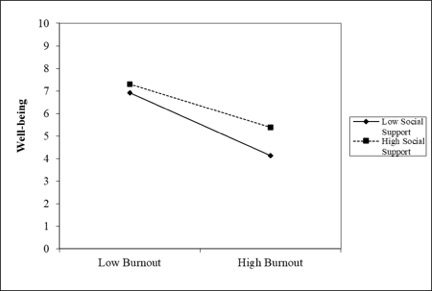 10
9
8
7
6
5
4
3
2
1
0
Well-being
Low Burnout
High Burnout
Low Social
Support
High Social
Support